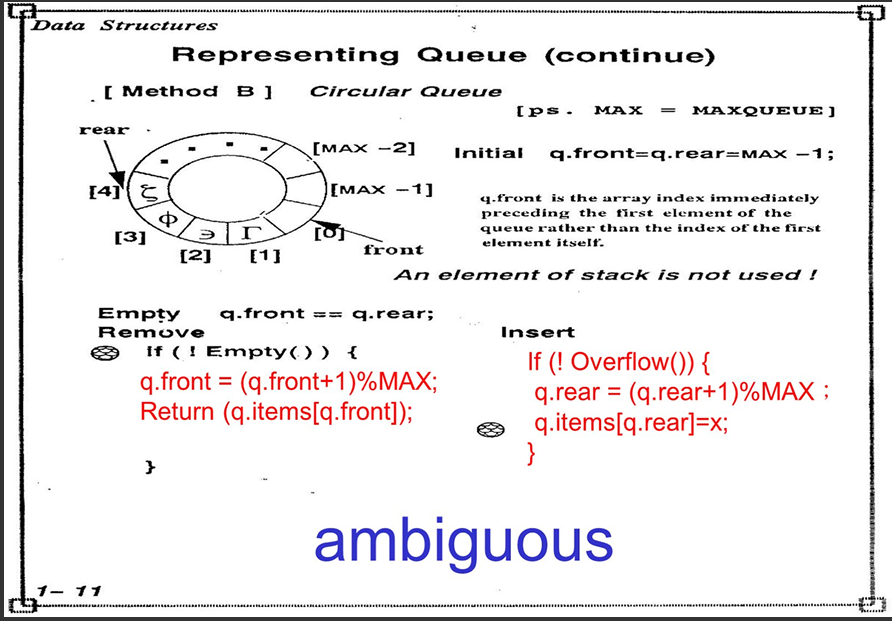 Data Structures
Representing Queue (continue)
[ Method B ] Circular Queue
[ps. MAX = MAXQUEUE]
rear
[MAX -2]
Initial q.front=q.rear=MAX -1;
[4] ζ [MAX -1]
q.front is the array index immediately
preceding the first element of the
queue rather than the index of the first
element itself.
[3] ϕ э Γ [0]
[2] [1] front
An element of stack is not used !
Empty q.front == q.rear;
Remove
if ( ! Empty() ) {
q.front = (q.front+1)%MAX;
Return (q.items[q.front]);
}
Insert
If (! Overflow()) {
q.rear = (q.rear+1)%MAX ;
q.items[q.rear]=x;
}
ambiguous
1- 11